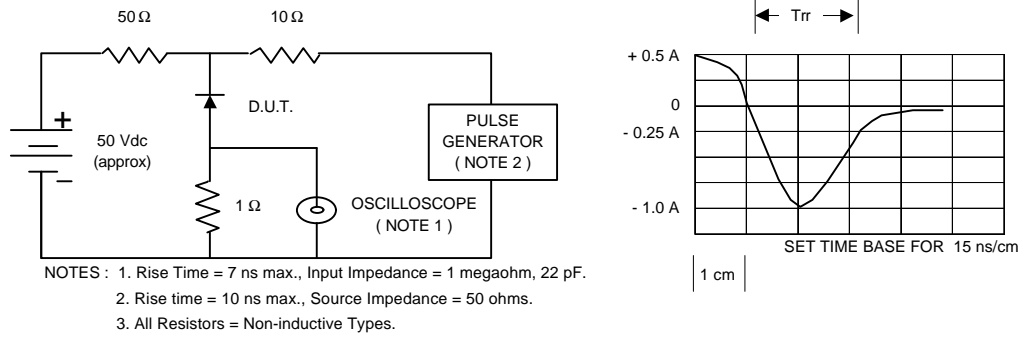 50 Ω
10 Ω
+
50 Vdc
(approx)
−
D.U.T.
1 Ω
OSCILLOSCOPE
( NOTE 1 )
PULSE
GENERATOR
( NOTE 2 )
Trr
+ 0.5 A
0
- 0.25 A
- 1.0 A
SET TIME BASE FOR 15 ns/cm
1 cm
NOTES : 1. Rise Time = 7 ns max., Input Impedance = 1 megaohm, 22 pF.
2. Rise time = 10 ns max., Source Impedance = 50 ohms.
3. All Resistors = Non-inductive Types.